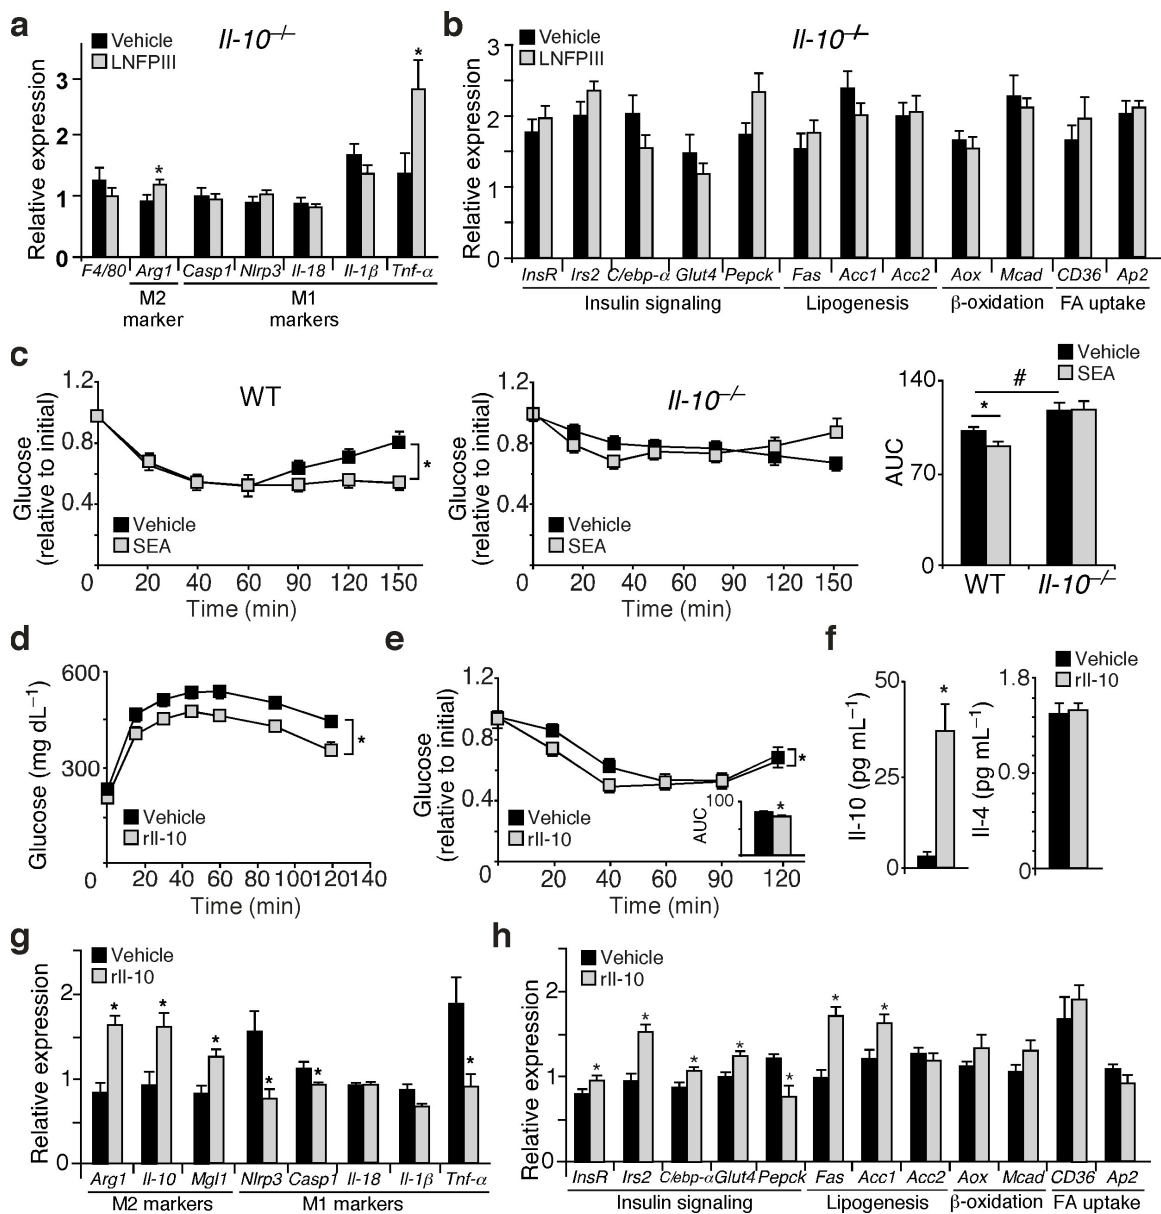 a
Il-10–/–
Vehicle
LNFPIII
Relative expression
3
2
1
0
*
*
F4/80 Arg1 Casp1 Nlrp3 Il-18 Il-1β Tnf-α
M2 marker
M1 markers
b
Il-10–/–
Vehicle
LNFPIII
Relative expression
3
2
1
0
InsR Irs2 C/ebp-α Glut4 Pepck Fas Acc1 Acc2 Aox Mcad CD36 Ap2
Insulin signaling Lipogenesis β-oxidation FA uptake
c
WT
Glucose (relative to initial)
1.2
0.8
0.4
*
Vehicle
SEA
0 20 40 60 90 120 150
Time (min)
Il-10–/–
Glucose (relative to initial)
1.2
0.8
0.4
Vehicle
SEA
0 20 40 60 90 120 150
Time (min)
Vehicle
SEA
AUC
140
70
0
*
#
WT Il-10–/–
d
Glucose (mg dL–1)
600
300
*
Vehicle
rIl-10
0 20 40 60 80 100 120 140
Time (min)
e
Glucose (relative to initial)
1.2
0.8
0.4
*
Vehicle
rIl-10
AUC
100
*
0 20 40 60 90 120
Time (min)
f
Vehicle
rIl-10
Il-10 (pg mL–1)
50
25
0
*
Il-4 (pg mL–1)
1.8
0.9
0
g
Vehicle
rIl-10
Relative expression
2
1
0
* * * * * *
Arg1 Il-10 Mgl1 Nlrp3 Casp1 Il-18 Il-1β Tnf-α
M2 markers M1 markers
h
Vehicle
rIl-10
Relative expression
2
1
0
* * * * * * *
InsR Irs2 C/ebp-α Glut4 Pepck Fas Acc1 Acc2 Aox Mcad CD36 Ap2
Insulin signaling Lipogenesis β-oxidation FA uptake